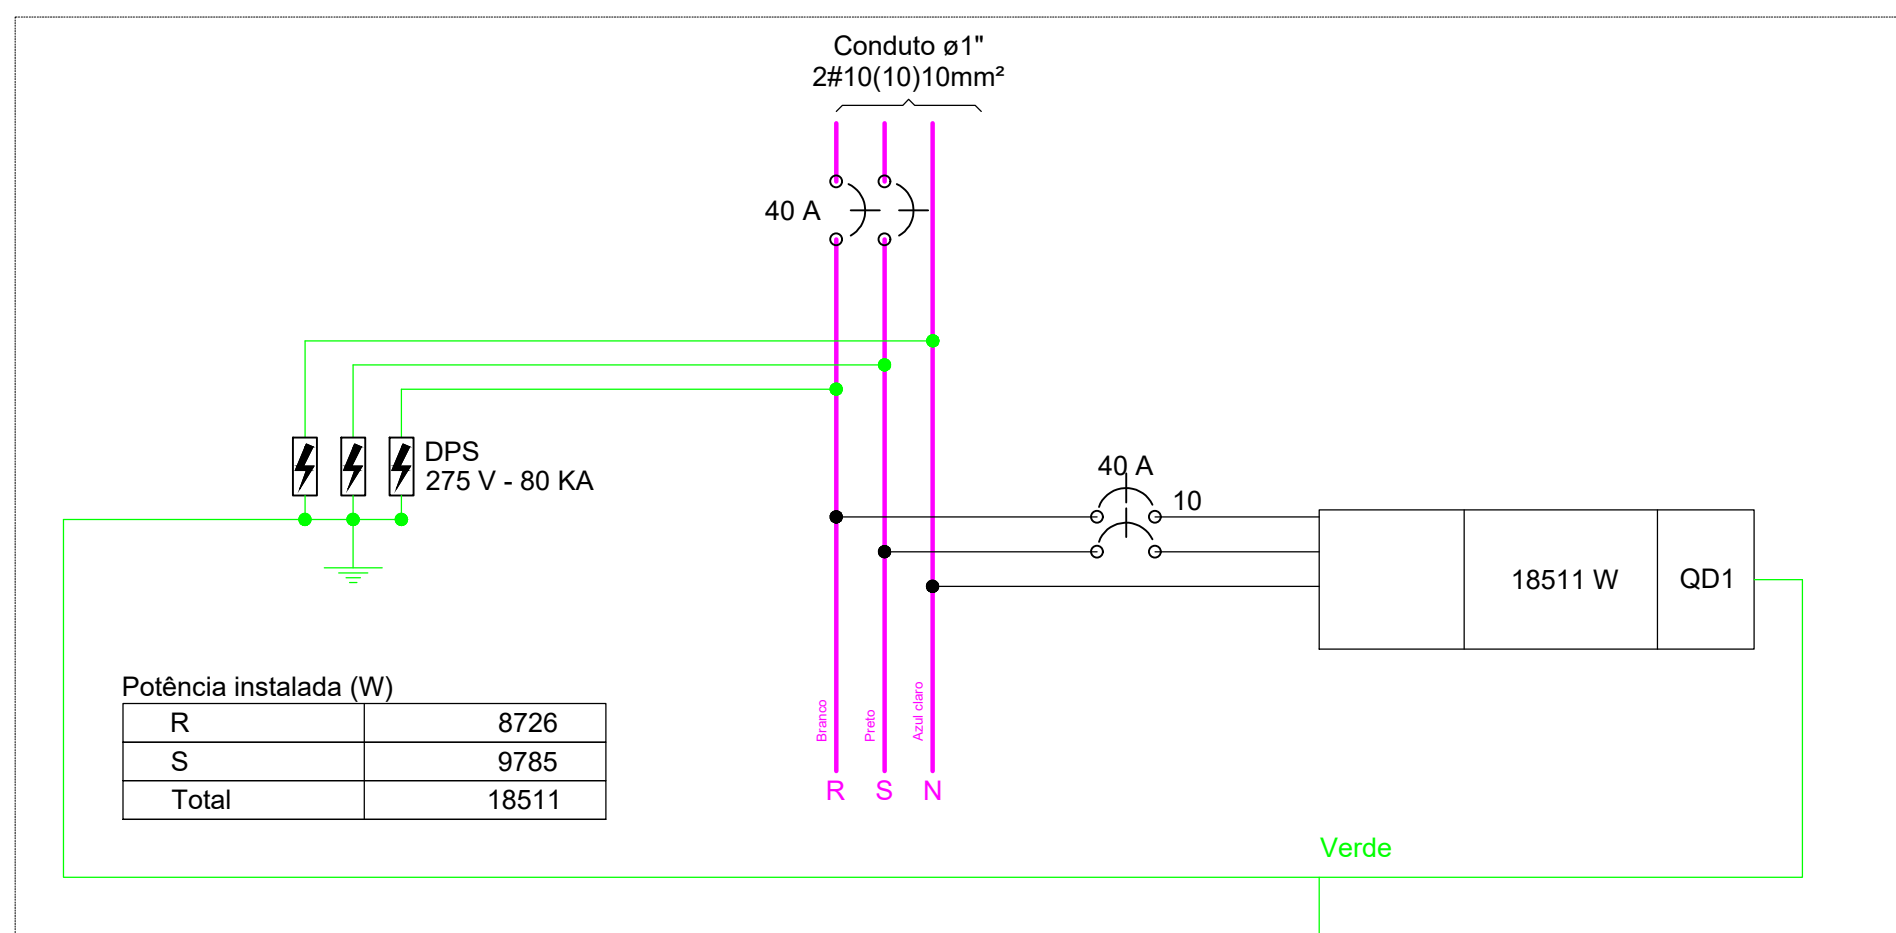 Conduto ø1"
2#10(10)10mm²
40 A
DPS
275 V - 80 KA
40 A
10
18511 W
QD1
Potência instalada (W)
R 8726
S 9785
Total 18511
Branco
Preto
Azul claro
R S N
Verde